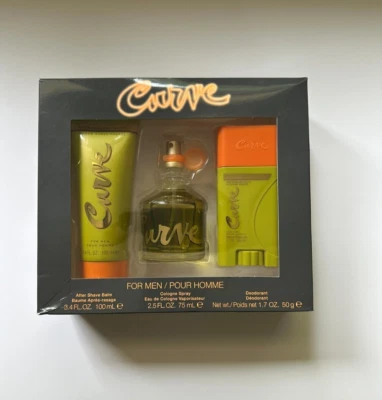 Curve
Curve
FOR MEN
Curve
Curve
Curve
FOR MEN / POUR HOMME
After Shave Balm
Baume Après-rasage
3.4 FL.OZ. 100 mL e
Cologne Spray
Eau de Cologne Vaporisateur
2.5 FL.OZ. 75 mL e
Deodorant
Déodorant
Net wt./Poids net 1.7 OZ. 50 g e